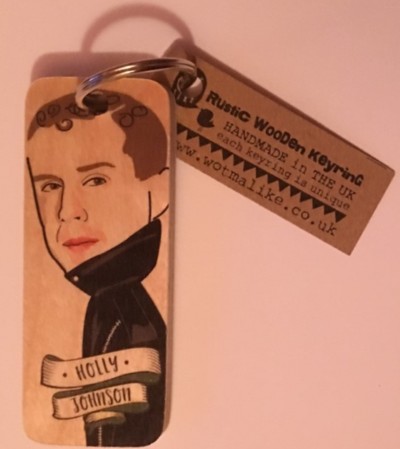 HOLLY
JOHNSON
RUSTIC WOODEN KEYRING
HANDMADE IN THE UK
each keyring is unique
www.wotmalike.co.uk